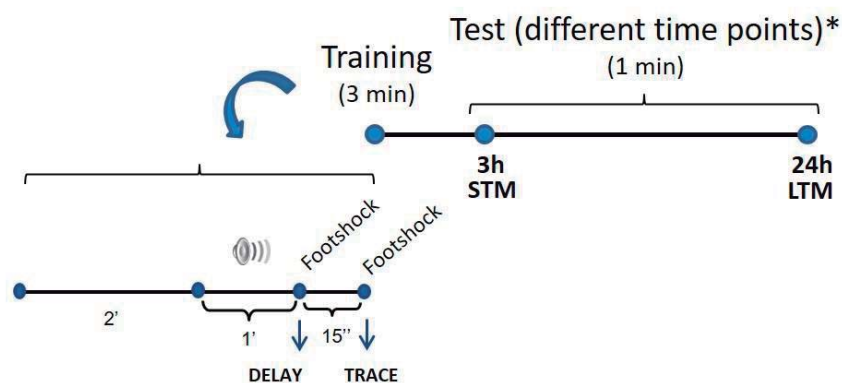 Test (different time points)*
(1 min)
Training
(3 min)
3h
STM
24h
LTM
Footshock
Footshock
2’
1’
15’’
DELAY
TRACE